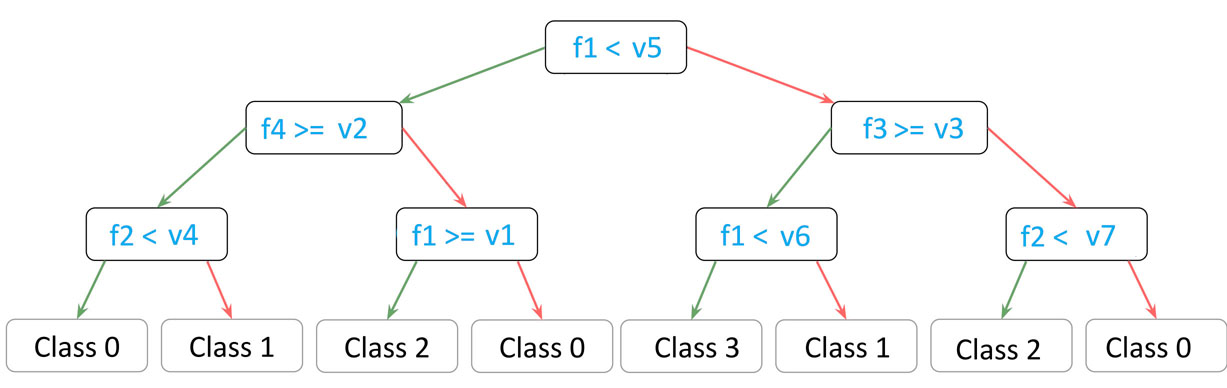 f1 < v5
f4 >= v2
f3 >= v3
f2 < v4
f1 >= v1
f1 < v6
f2 < v7
Class 0
Class 1
Class 2
Class 0
Class 3
Class 1
Class 2
Class 0